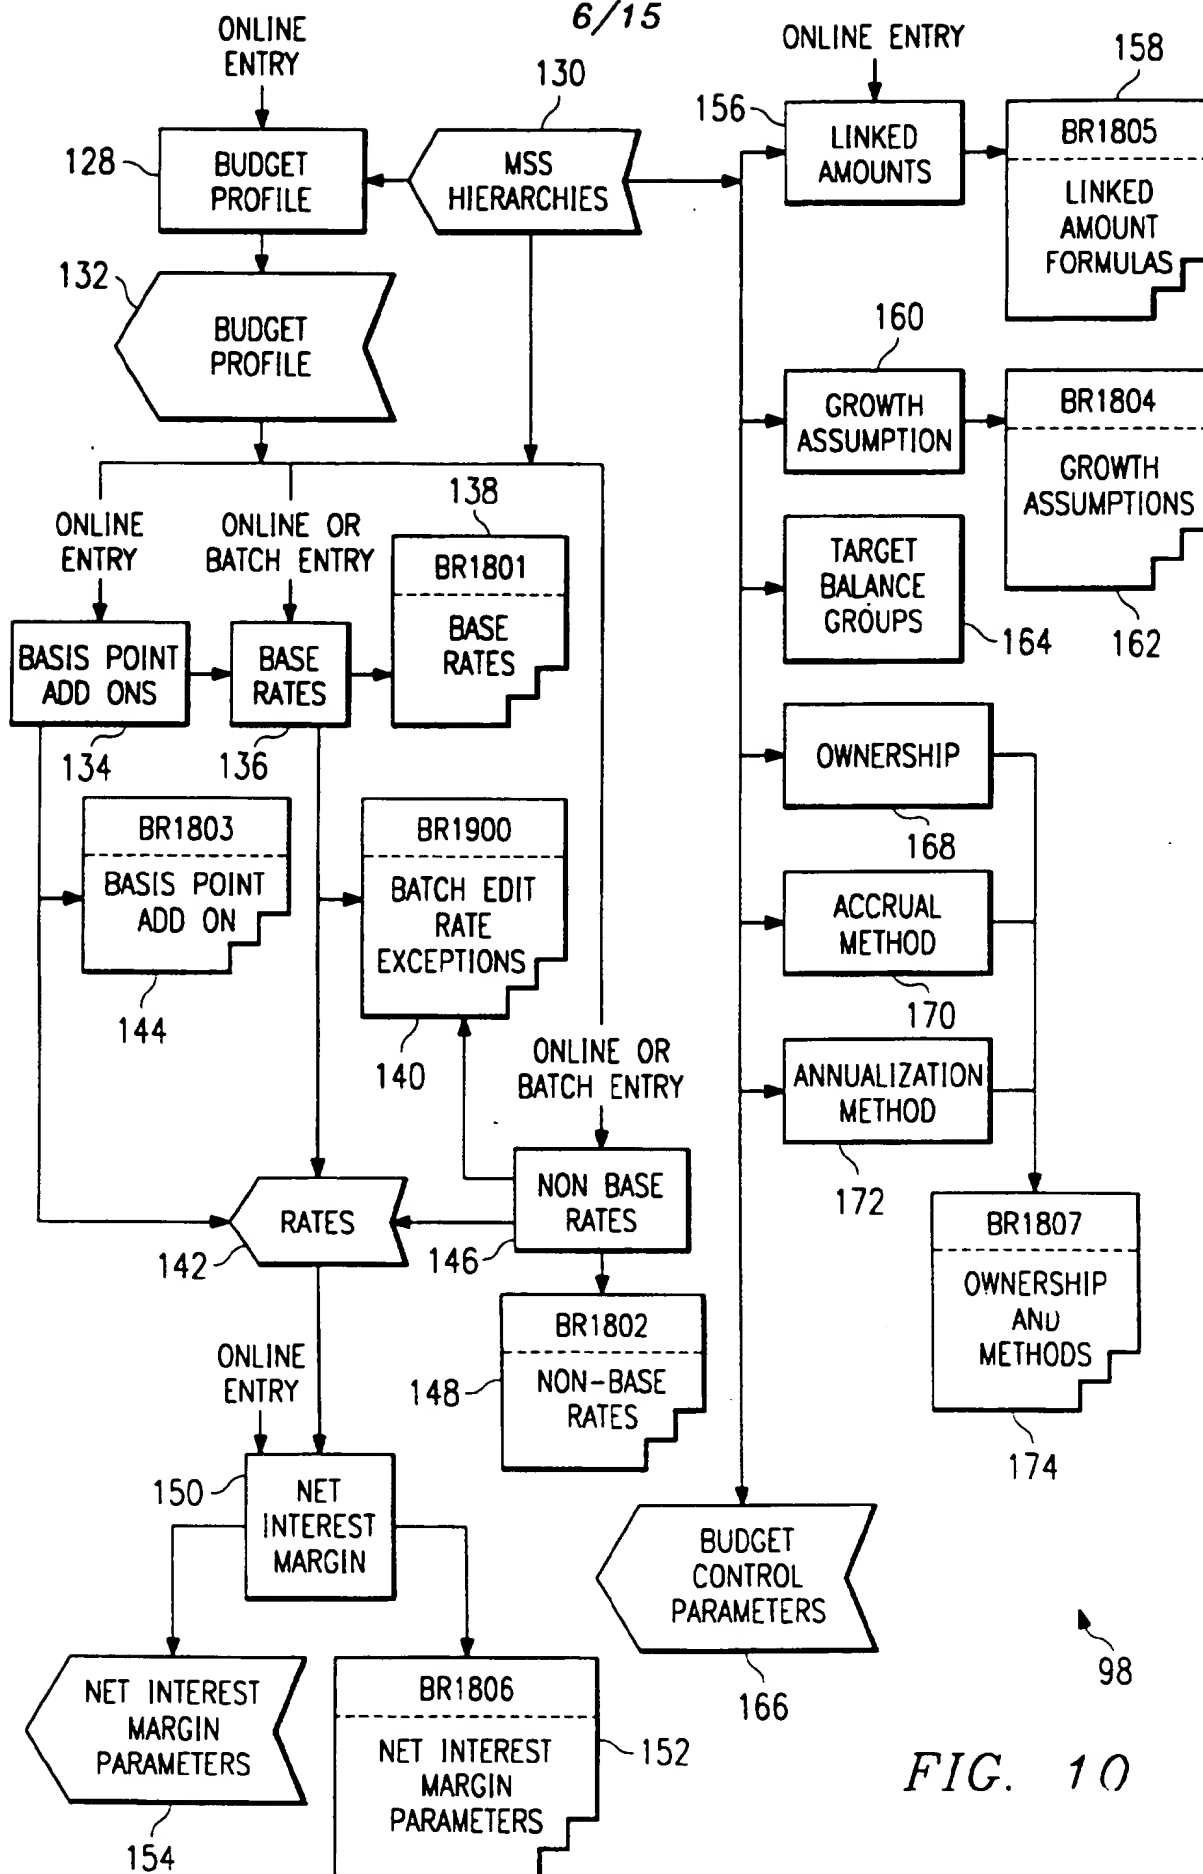 6/15
ONLINE
ENTRY
128
BUDGET
PROFILE
130
MSS
HIERARCHIES
132
BUDGET
PROFILE
ONLINE
ENTRY
ONLINE OR
BATCH ENTRY
138
BR1801
BASE
RATES
BASIS POINT
ADD ONS
134
BASE
RATES
136
BR1803
BASIS POINT
ADD ON
144
BR1900
BATCH EDIT
RATE
EXCEPTIONS
140
ONLINE OR
BATCH ENTRY
RATES
142
NON BASE
RATES
146
BR1802
NON-BASE
RATES
148
ONLINE
ENTRY
150
NET
INTEREST
MARGIN
NET INTEREST
MARGIN
PARAMETERS
154
BR1806
NET INTEREST
MARGIN
PARAMETERS
152
ONLINE ENTRY
156
LINKED
AMOUNTS
158
BR1805
LINKED
AMOUNT
FORMULAS
160
GROWTH
ASSUMPTION
BR1804
GROWTH
ASSUMPTIONS
162
TARGET
BALANCE
GROUPS
164
OWNERSHIP
168
ACCRUAL
METHOD
170
ANNUALIZATION
METHOD
172
BR1807
OWNERSHIP
AND
METHODS
174
BUDGET
CONTROL
PARAMETERS
166
98
FIG. 10